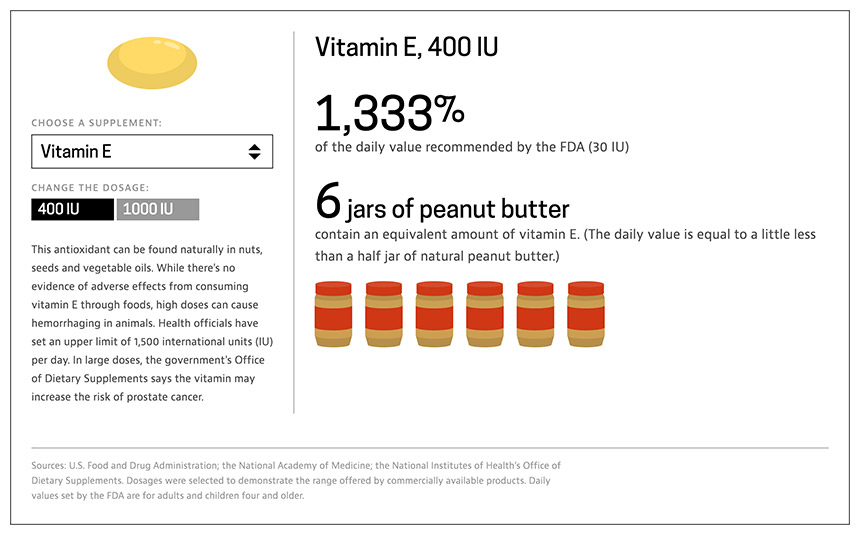 CHOOSE A SUPPLEMENT:
Vitamin E
CHANGE THE DOSAGE:
400 IU 1000 IU
This antioxidant can be found naturally in nuts,
seeds and vegetable oils. While there's no
evidence of adverse effects from consuming
vitamin E through foods, high doses can cause
hemorrhaging in animals. Health officials have
set an upper limit of 1,500 international units (IU)
per day. In large doses, the government's Office
of Dietary Supplements says the vitamin may
increase the risk of prostate cancer.
Vitamin E, 400 IU
1,333%
of the daily value recommended by the FDA (30 IU)
6 jars of peanut butter
contain an equivalent amount of vitamin E. (The daily value is equal to a little less
than a half jar of natural peanut butter.)
Sources: U.S. Food and Drug Administration; the National Academy of Medicine; the National Institutes of Health's Office of
Dietary Supplements. Dosages were selected to demonstrate the range offered by commercially available products. Daily
values set by the FDA are for adults and children four and older.